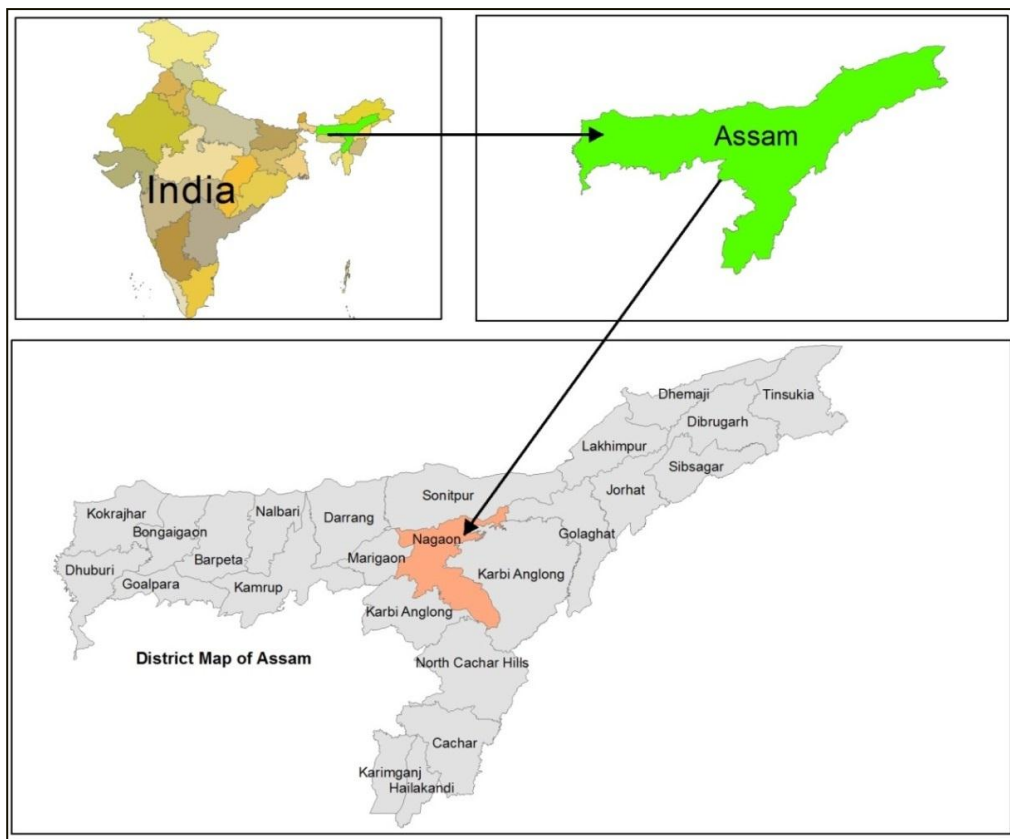 India
Assam
Dhemaji
Tinsukia
Dibrugarh
Lakhimpur
Sibsagar
Jorhat
Sonitpur
Nalbari
Kokrajhar
Darrang
Bongaigaon
Golaghat
Nagaon
Marigaon
Barpeta
Dhuburi
Karbi Anglong
Goalpara
Kamrup
Karbi Anglong
District Map of Assam
North Cachar Hills
Cachar
Karimganj
Hailakandi